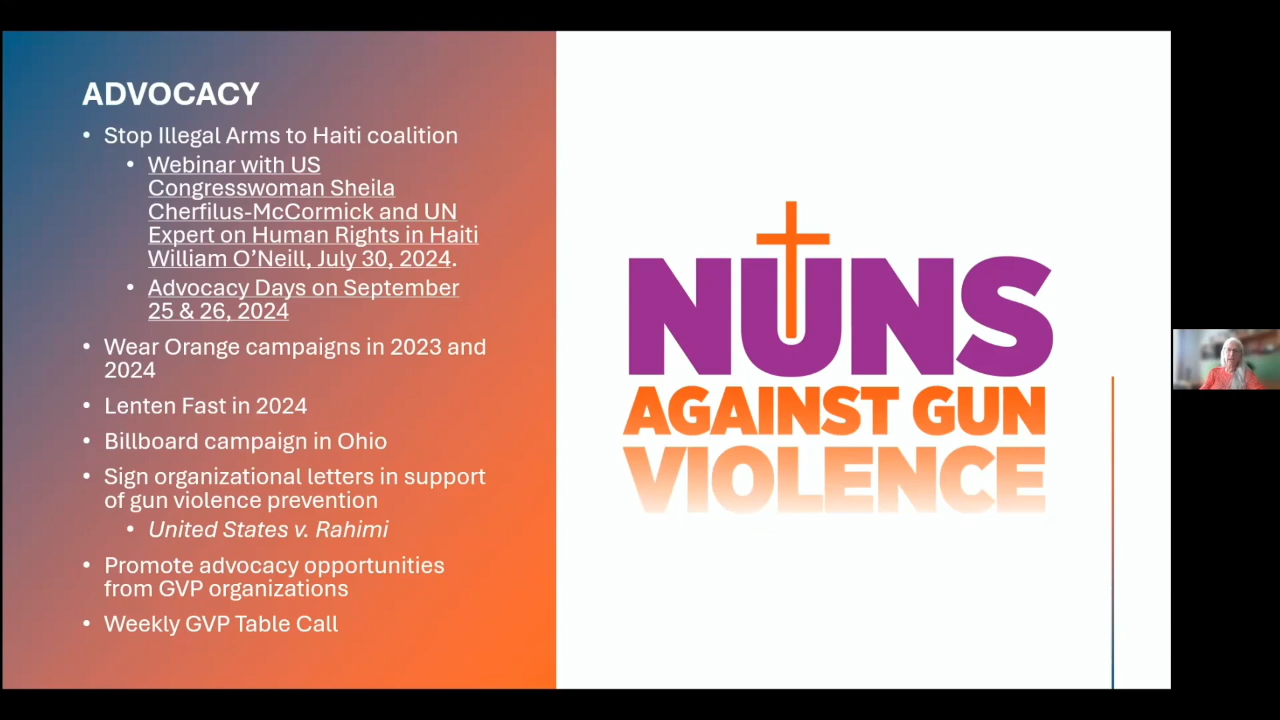 ADVOCACY
• Stop Illegal Arms to Haiti coalition
• Webinar with US
Congresswoman Sheila
Cherfilus-McCormick and UN
Expert on Human Rights in Haiti
William O’Neill, July 30, 2024.
• Advocacy Days on September
25 & 26, 2024
• Wear Orange campaigns in 2023 and
2024
• Lenten Fast in 2024
• Billboard campaign in Ohio
• Sign organizational letters in support
of gun violence prevention
• United States v. Rahimi
• Promote advocacy opportunities
from GVP organizations
• Weekly GVP Table Call
NUNS
AGAINST GUN
VIOLENCE